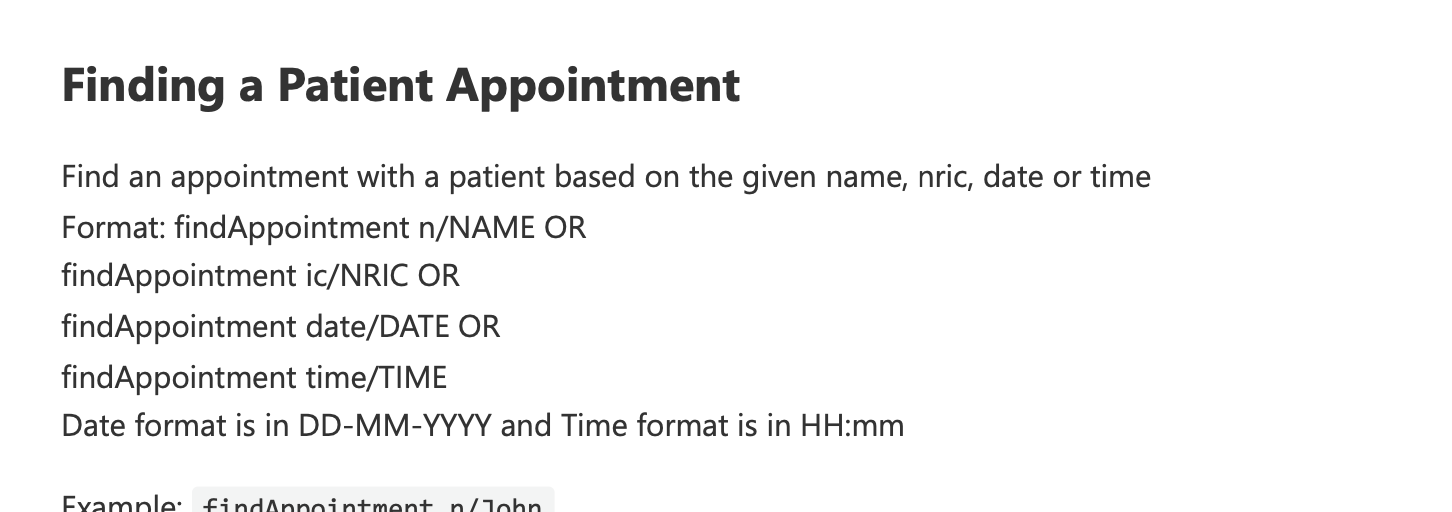 Finding a Patient Appointment
Find an appointment with a patient based on the given name, nric, date or time
Format: findAppointment n/NAME OR
findAppointment ic/NRIC OR
findAppointment date/DATE OR
findAppointment time/TIME
Date format is in DD-MM-YYYY and Time format is in HH:mm
Example: findAppointment n/John